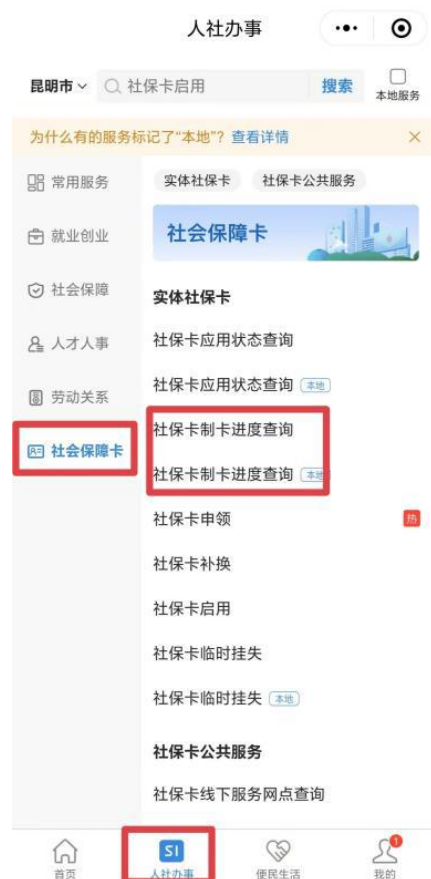 人社办事
昆明市 社保卡启用 搜索 本地服务
为什么有的服务标记了“本地”？查看详情
常用服务
就业创业
社会保障
人才人事
劳动关系
社会保障卡
实体社保卡 社保卡公共服务
社会保障卡
实体社保卡
社保卡应用状态查询
社保卡应用状态查询 本地
社保卡制卡进度查询
社保卡制卡进度查询 本地
社保卡申领 热
社保卡补换
社保卡启用
社保卡临时挂失
社保卡临时挂失 本地
社保卡公共服务
社保卡线下服务网点查询
SI 1
首页 人社办事 便民生活 我的